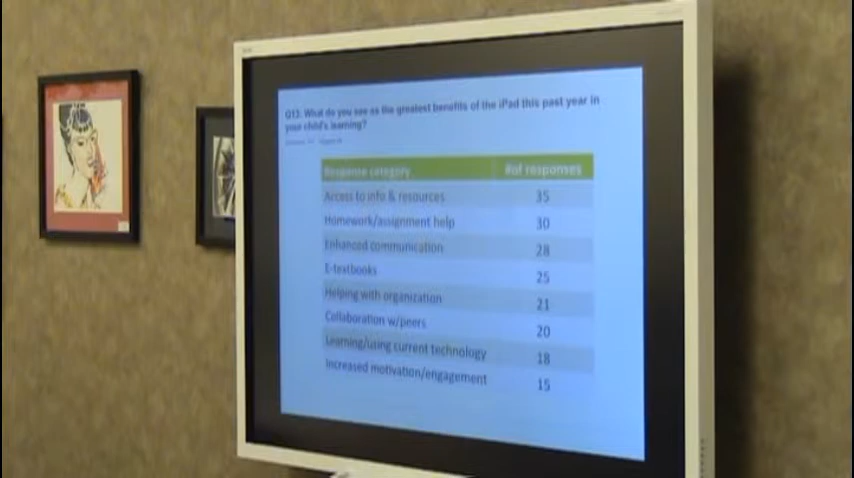 Q13: What do you see as the greatest benefits of the iPad this past year in
your child's learning?
Response category #of responses
Access to info & resources 35
Homework/assignment help 30
Enhanced communication 28
E-textbooks 25
Helping with organization 21
Collaboration w/peers 20
Learning/using current technology 18
Increased motivation/engagement 15